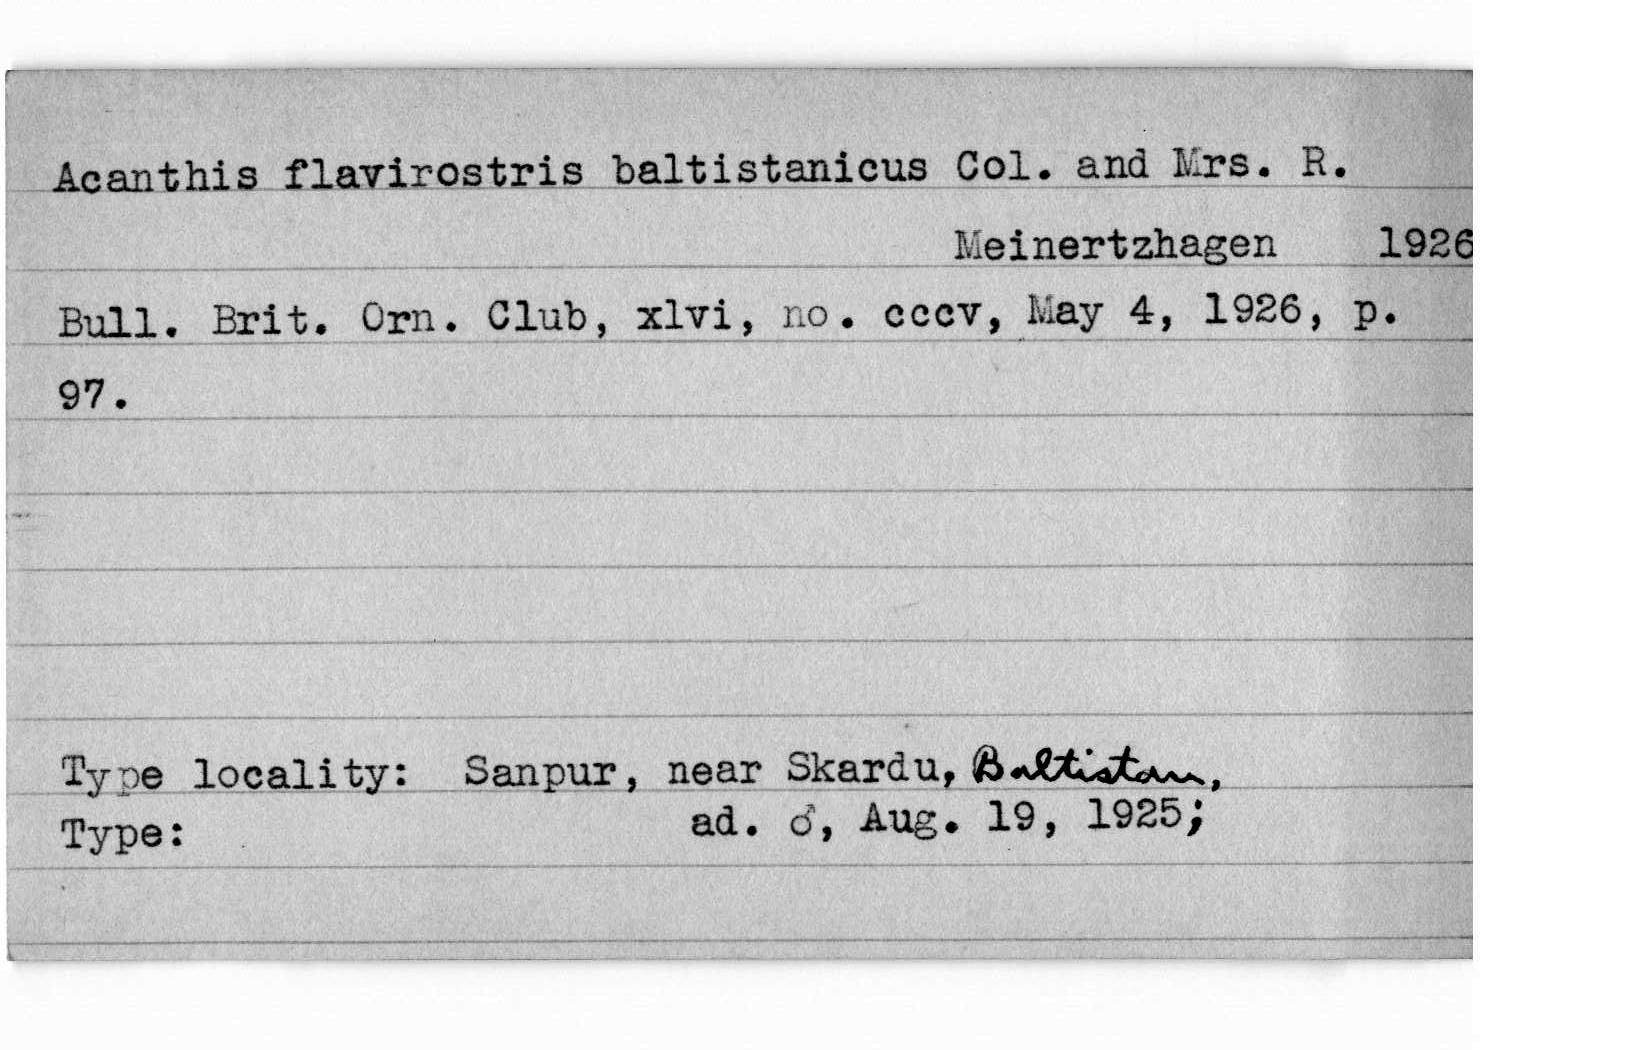 Acanthis flavirostris baltistanicus Col. and Mrs. R.
Meinertzhagen 1926
Bull. Brit. Orn. Club, xlvi, no. cccv, May 4, 1926, p.
97.
Type locality: Sanpur, near Skardu, Baltistan,
ad. ♂, Aug. 19, 1925;
Type: